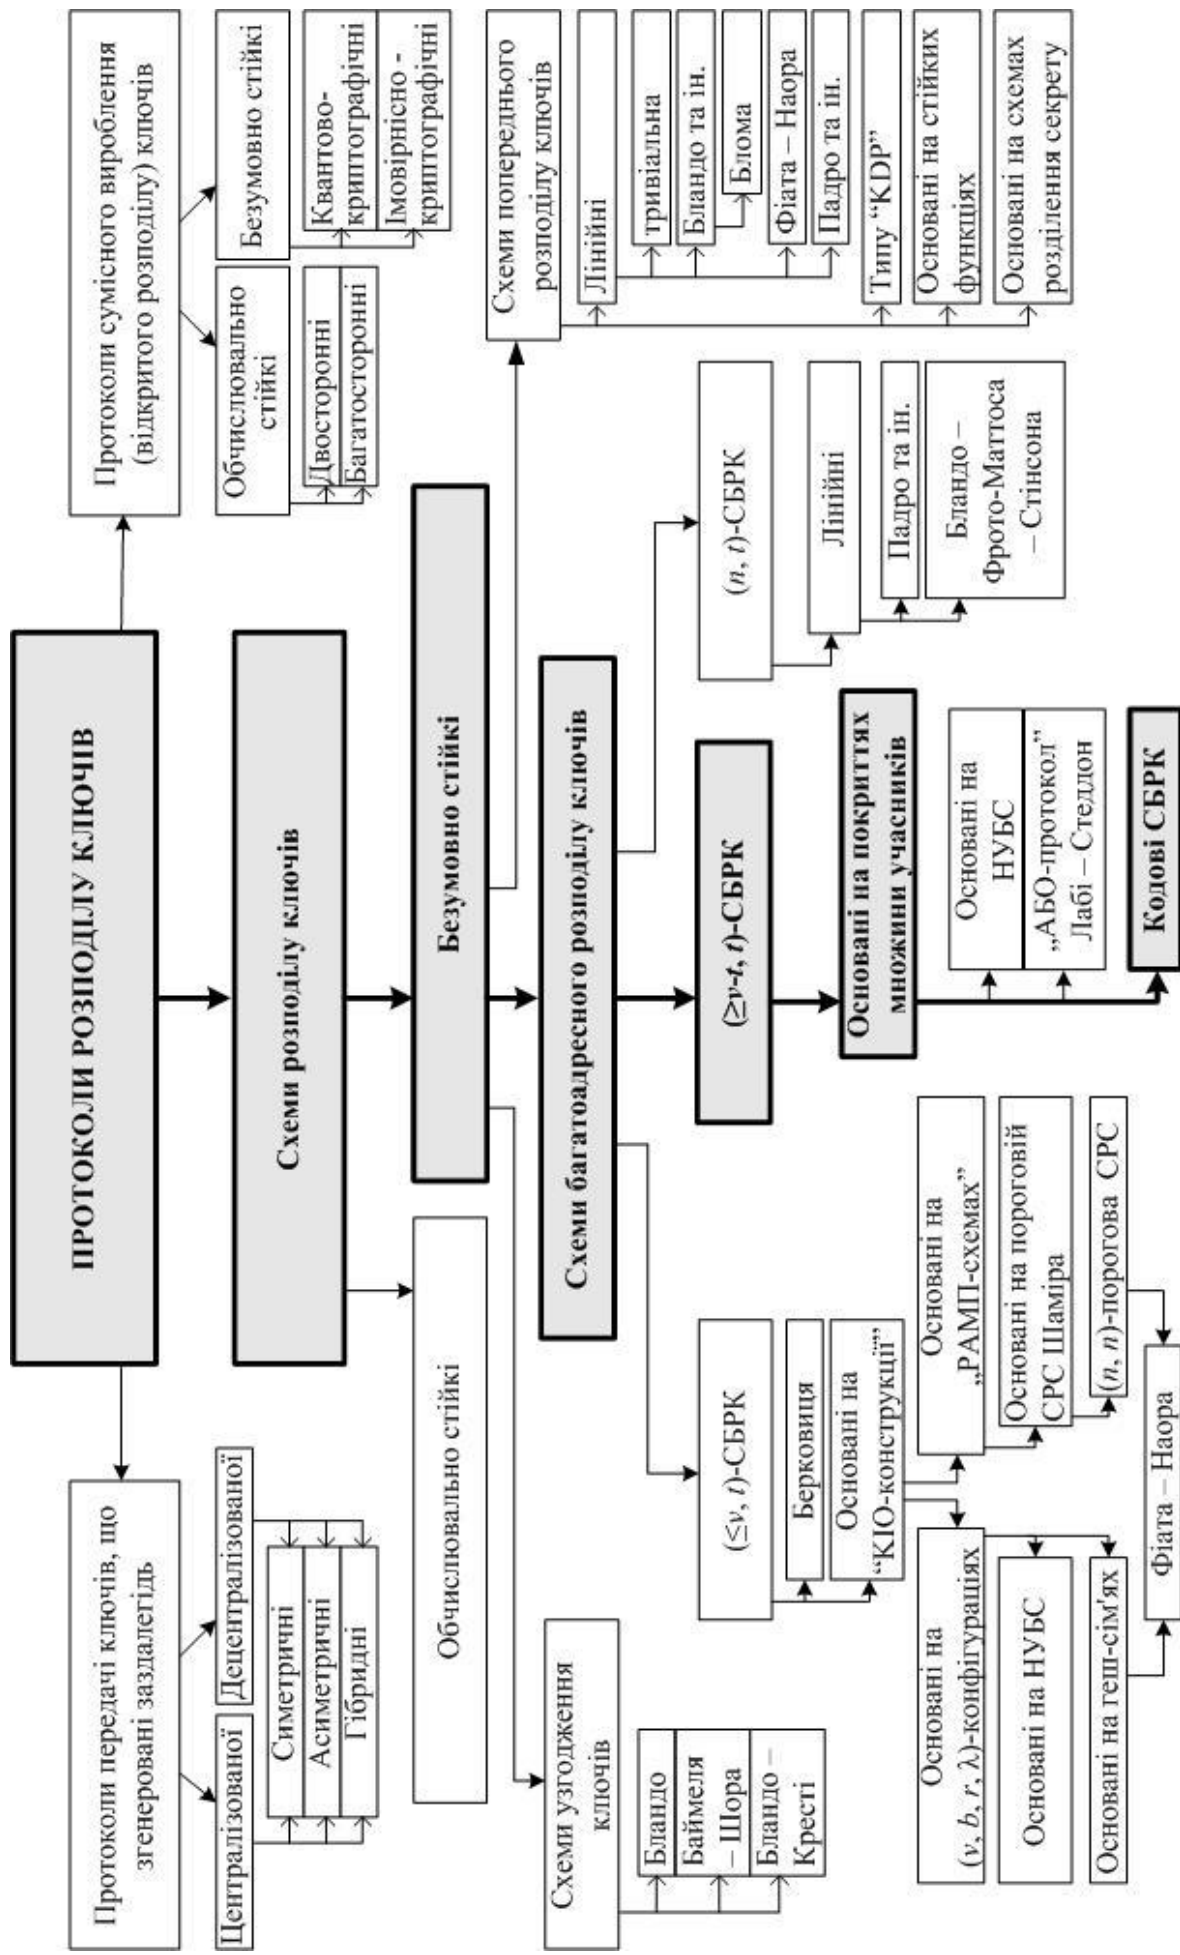 ПРОТОКОЛИ РОЗПОДІЛУ КЛЮЧІВ
Протоколи передачі ключів, що
згенеровані заздалегідь
Централізованої
Децентралізованої
Симетричні
Асиметричні
Гібридні
Протоколи сумісного вироблення
(відкритого розподілу) ключів
Обчислювально
стійкі
Двосторонні
Багатосторонні
Безумовно стійкі
Квантово-
криптографічні
Імовірнісно -
криптографічні
Схеми розподілу ключів
Обчислювально стійкі
Безумовно стійкі
Схеми узгодження
ключів
Бландо
Баймеля
– Шора
Бландо –
Кресті
Схеми багатоадресного розподілу ключів
Схеми попереднього
розподілу ключів
Лінійні
тривіальна
Бландо та ін.
Блома
Фіата – Наора
Падро та ін.
Типу “KDP”
Основані на стійких
функціях
Основані на схемах
розділення секрету
(≤v, t)-СБРК
Берковиця
Основані на
“КІО-конструкції”
Основані на
(v, b, r, λ)-конфігураціях
Основані на НУБС
Основані на геш-сім'ях
Основані на
„РАМП-схемах”
Основані на пороговій
СРС Шаміра
(n, n)-порогова СРС
Фіата – Наора
(≥v-t, t)-СБРК
Основані на покриттях
множини учасників
Основані на
НУБС
„АБО-протокол”
Лабі – Стеддон
Кодові СБРК
(n, t)-СБРК
Лінійні
Падро та ін.
Бландо –
Фрото-Маттоса
– Стінсона